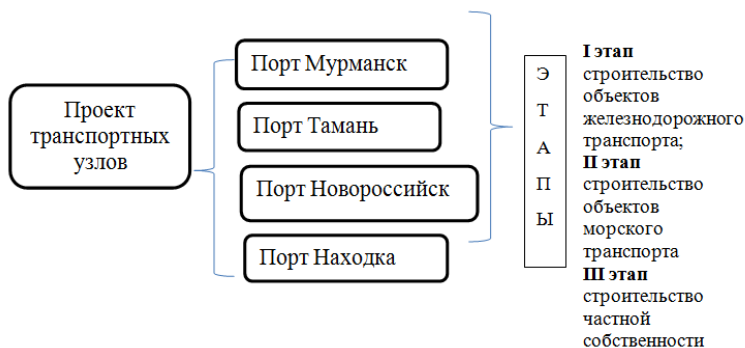 Проект
транспортных
узлов
Порт Мурманск
Порт Тамань
Порт Новороссийск
Порт Находка
Э
Т
А
П
Ы
I этап
строительство
объектов
железнодорожного
транспорта;
II этап
строительство
объектов
морского
транспорта
III этап
строительство
частной
собственности